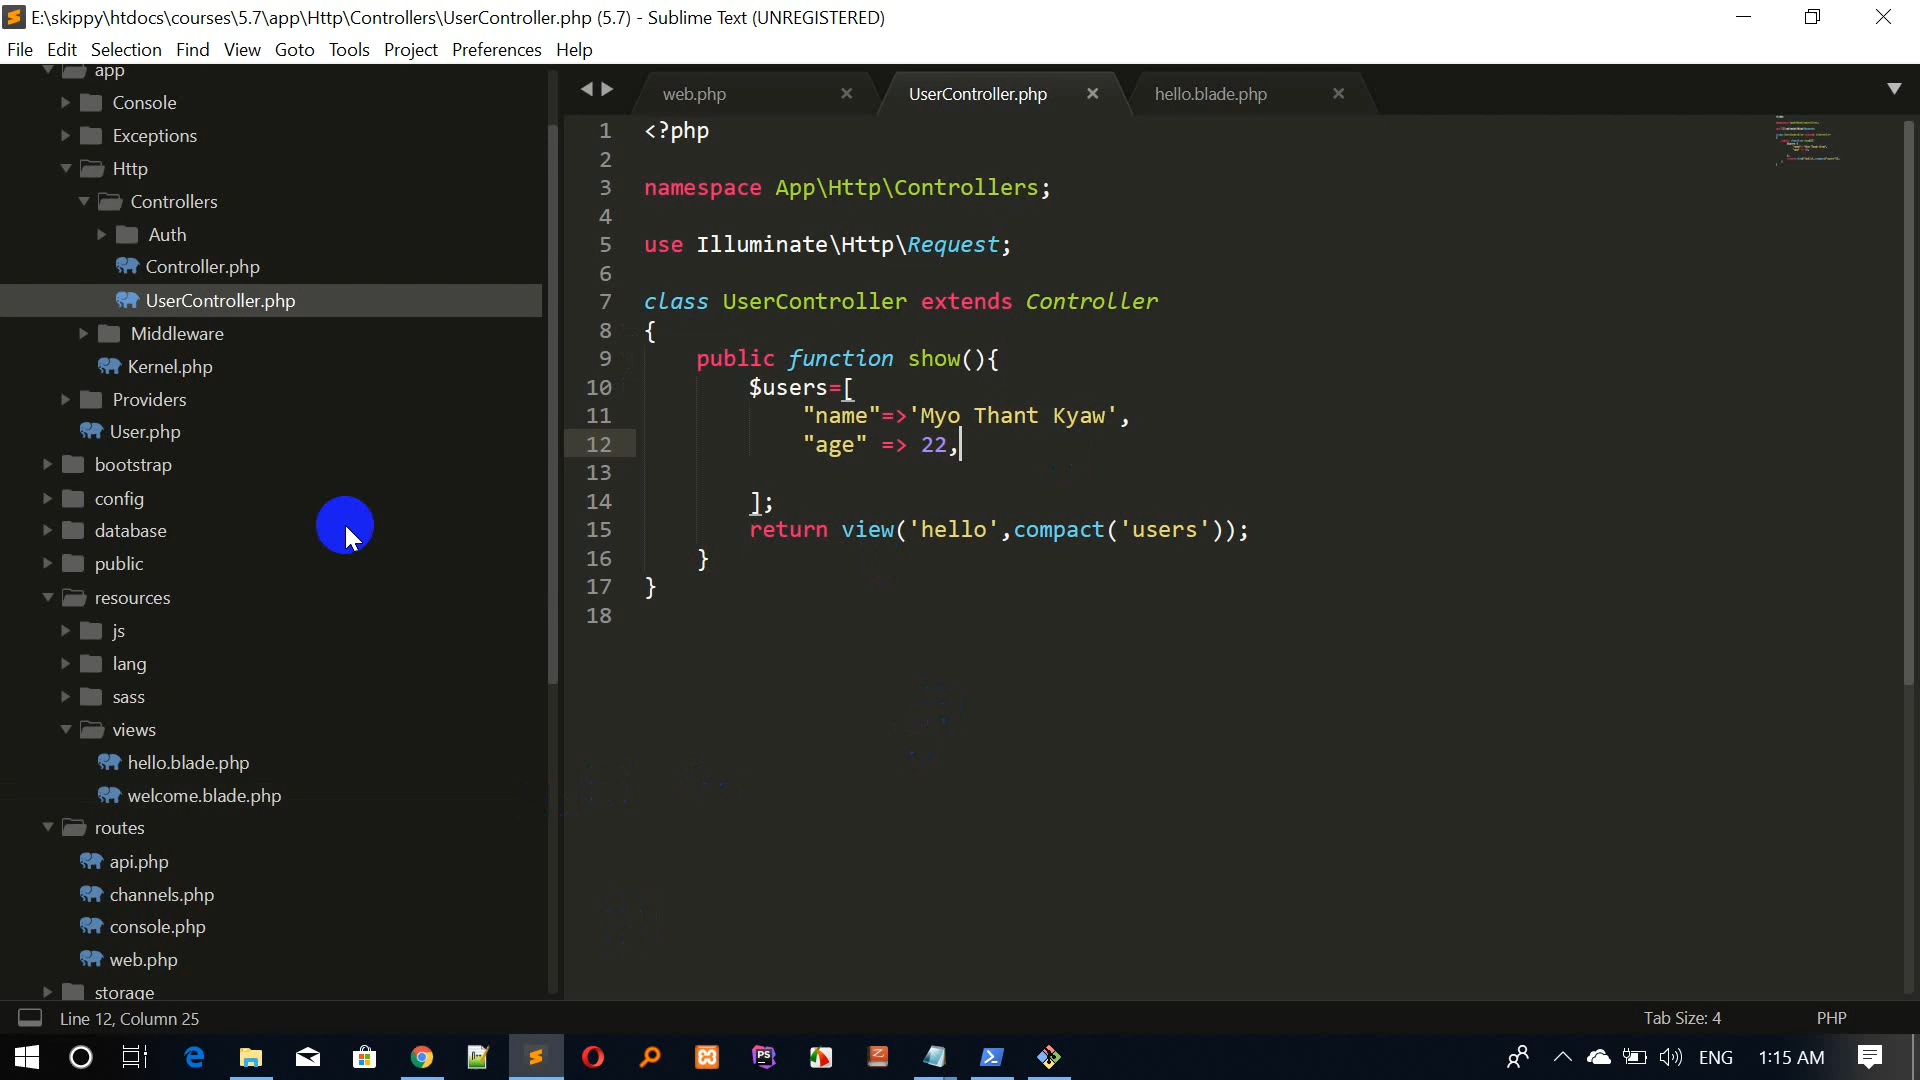 E:\skippy\htdocs\courses\5.7\app\Http\Controllers\UserController.php (5.7) - Sublime Text (UNREGISTERED)
File Edit Selection Find View Goto Tools Project Preferences Help
app
Console
Exceptions
Http
Controllers
Auth
Controller.php
UserController.php
Middleware
Kernel.php
Providers
User.php
bootstrap
config
database
public
resources
js
lang
sass
views
hello.blade.php
welcome.blade.php
routes
api.php
channels.php
console.php
web.php
storage
web.php UserController.php hello.blade.php
1 <?php
2
3 namespace App\Http\Controllers;
4
5 use Illuminate\Http\Request;
6
7 class UserController extends Controller
8 {
9 public function show(){
10 $users=[
11 "name"=>'Myo Thant Kyaw',
12 "age" => 22,
13
14 ];
15 return view('hello',compact('users'));
16 }
17 }
18
Line 12, Column 25 Tab Size: 4 PHP
ENG 1:15 AM